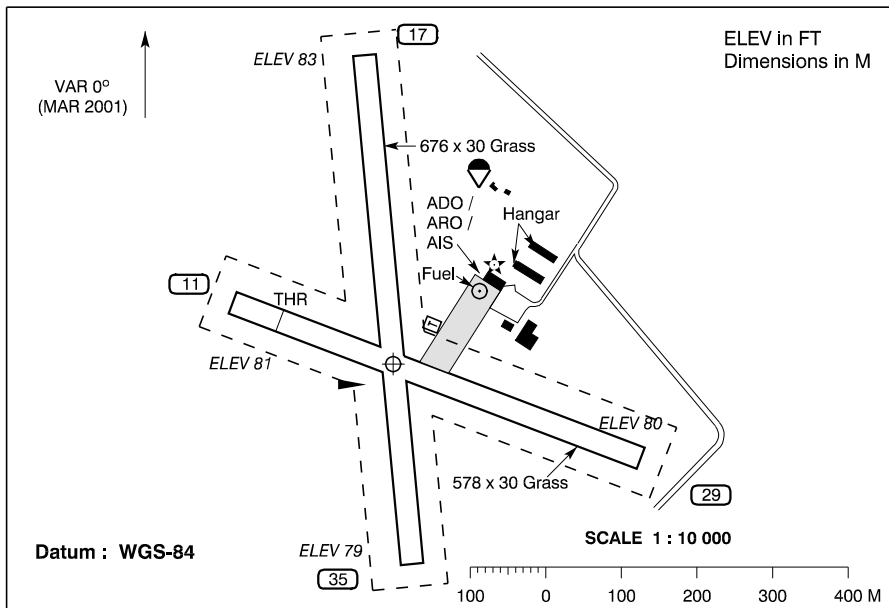 17
ELEV in FT
Dimensions in M
ELEV 83
VAR 0º
(MAR 2001)
676 x 30 Grass
ADO /
ARO /
AIS
Hangar
Fuel
11
THR
T
ELEV 81
ELEV 80
578 x 30 Grass
29
Datum : WGS-84
ELEV 79
35
SCALE 1 : 10 000
100 0 100 200 300 400 M